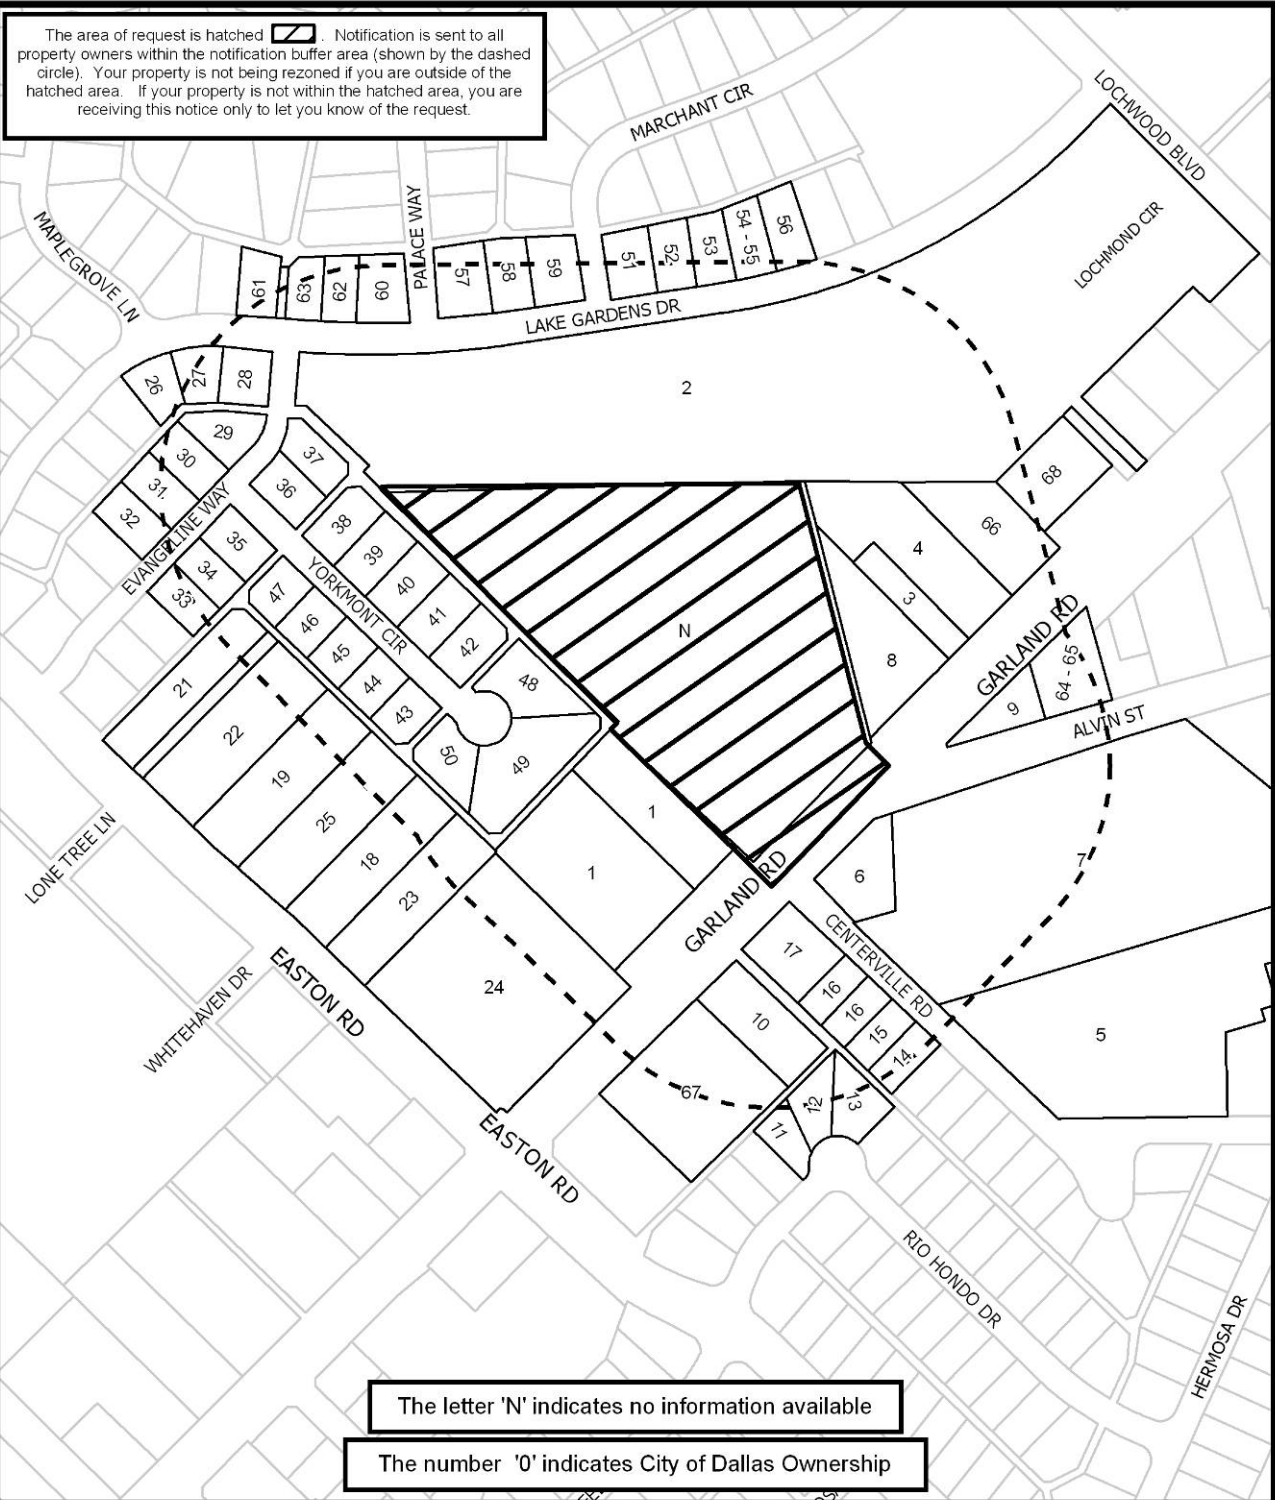 The area of request is hatched . Notification is sent to all
property owners within the notification buffer area (shown by the dashed
circle). Your property is not being rezoned if you are outside of the
hatched area. If your property is not within the hatched area, you are
receiving this notice only to let you know of the request.
MARCHANT CIR
LOCHWOOD BLVD
LOCHMOND CIR
PALACE WAY
MAPLEGROVE LN
61
63
62
60
57
58
59
51
52
53
54 - 55
56
LAKE GARDENS DR
26
27
28
2
29
30
31
32
37
36
EVANGELINE WAY
35
34
33
38
39
40
41
42
YORKMONT CIR
47
46
45
44
43
48
49
50
N
68
66
4
3
8
GARLAND RD
9
64 - 65
ALVIN ST
21
22
19
25
18
23
24
1
1
GARLAND RD
6
7
5
CENTERVILLE RD
17
16
16
15
14
10
67
11
12
13
LONE TREE LN
WHITEHAVEN DR
EASTON RD
EASTON RD
RIO HONDO DR
HERMOSA DR
The letter 'N' indicates no information available
The number '0' indicates City of Dallas Ownership